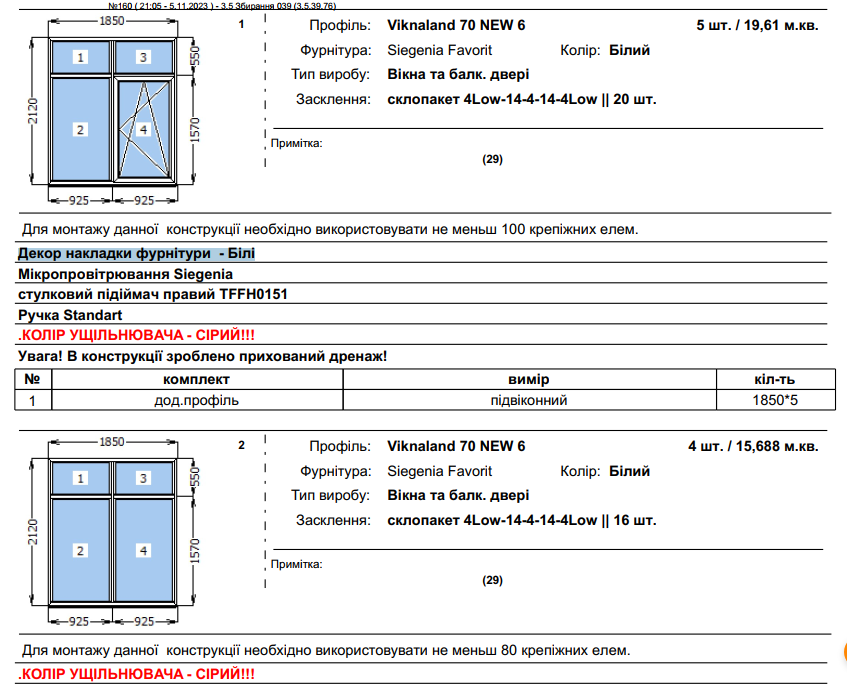 №160 ( 21:05 - 5.11.2023 ) - 3.5 Збирання 039 (3.5.39.76)
1850
1
Профіль: Viknaland 70 NEW 6 5 шт. / 19,61 м.кв.
Фурнітура: Siegenia Favorit Колір: Білий
Тип виробу: Вікна та балк. двері
Засклення: склопакет 4Low-14-4-14-4Low || 20 шт.
1 3
550
2120
2 4
1570
Примітка:
(29)
925 925
Для монтажу данної конструкції необхідно використовувати не меньш 100 крепіжних елем.
Декор накладки фурнітури - Білі
Мікропровітрювання Siegenia
стулковий підіймач правий TFFH0151
Ручка Standart
.КОЛІР УЩІЛЬНЮВАЧА - СІРИЙ!!!
Увага! В конструкції зроблено прихований дренаж!
№ комплект вимір кіл-ть
1 дод.профіль підвіконний 1850*5
1850
2
Профіль: Viknaland 70 NEW 6 4 шт. / 15,688 м.кв.
Фурнітура: Siegenia Favorit Колір: Білий
Тип виробу: Вікна та балк. двері
Засклення: склопакет 4Low-14-4-14-4Low || 16 шт.
1 3
550
2120
2 4
1570
Примітка:
(29)
925 925
Для монтажу данної конструкції необхідно використовувати не меньш 80 крепіжних елем.
.КОЛІР УЩІЛЬНЮВАЧА - СІРИЙ!!!